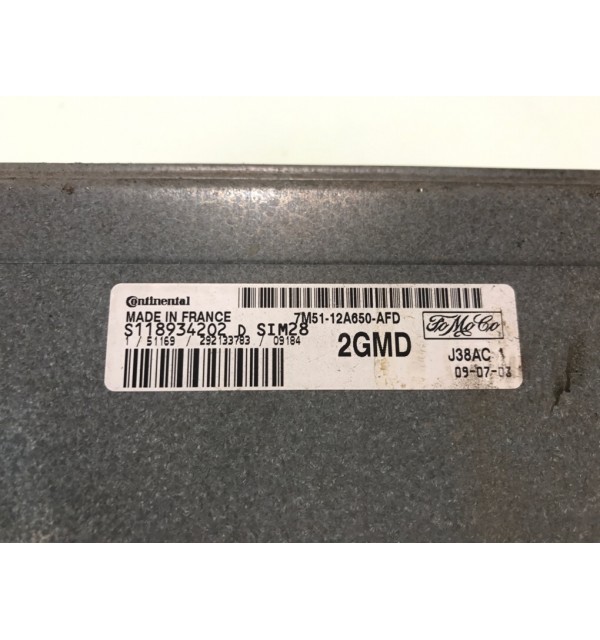 Continental
MADE IN FRANCE
7M51-12A650-AFD
S118934202 D SIM28
1 / 51169 / 292133783 / 09184
2GMD
FoMoCo
J38AC 1
09-07-03